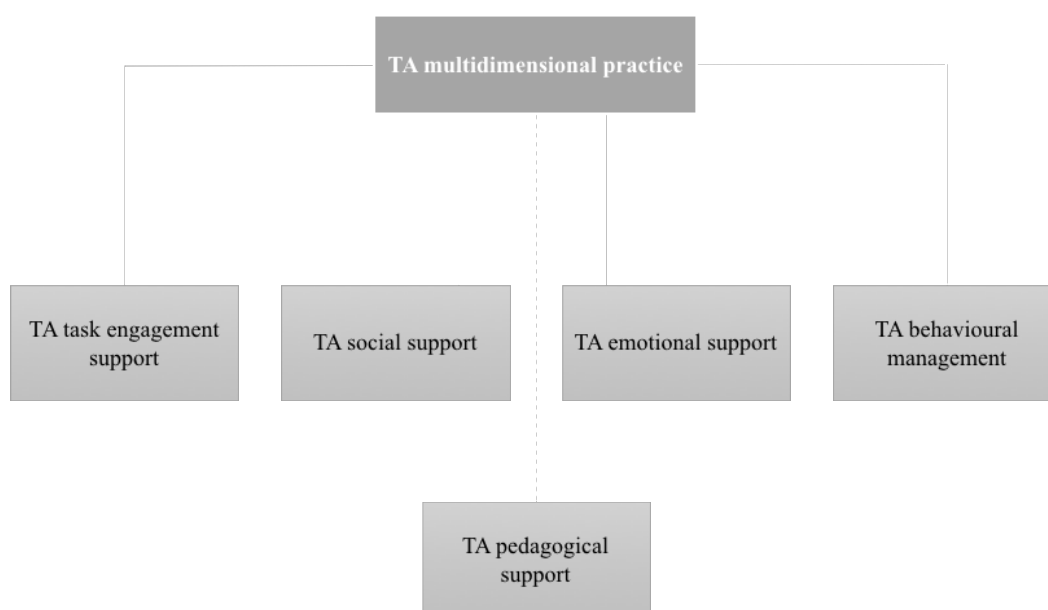 TA multidimensional practice
TA task engagement
support
TA social support
TA emotional support
TA behavioural
management
TA pedagogical
support